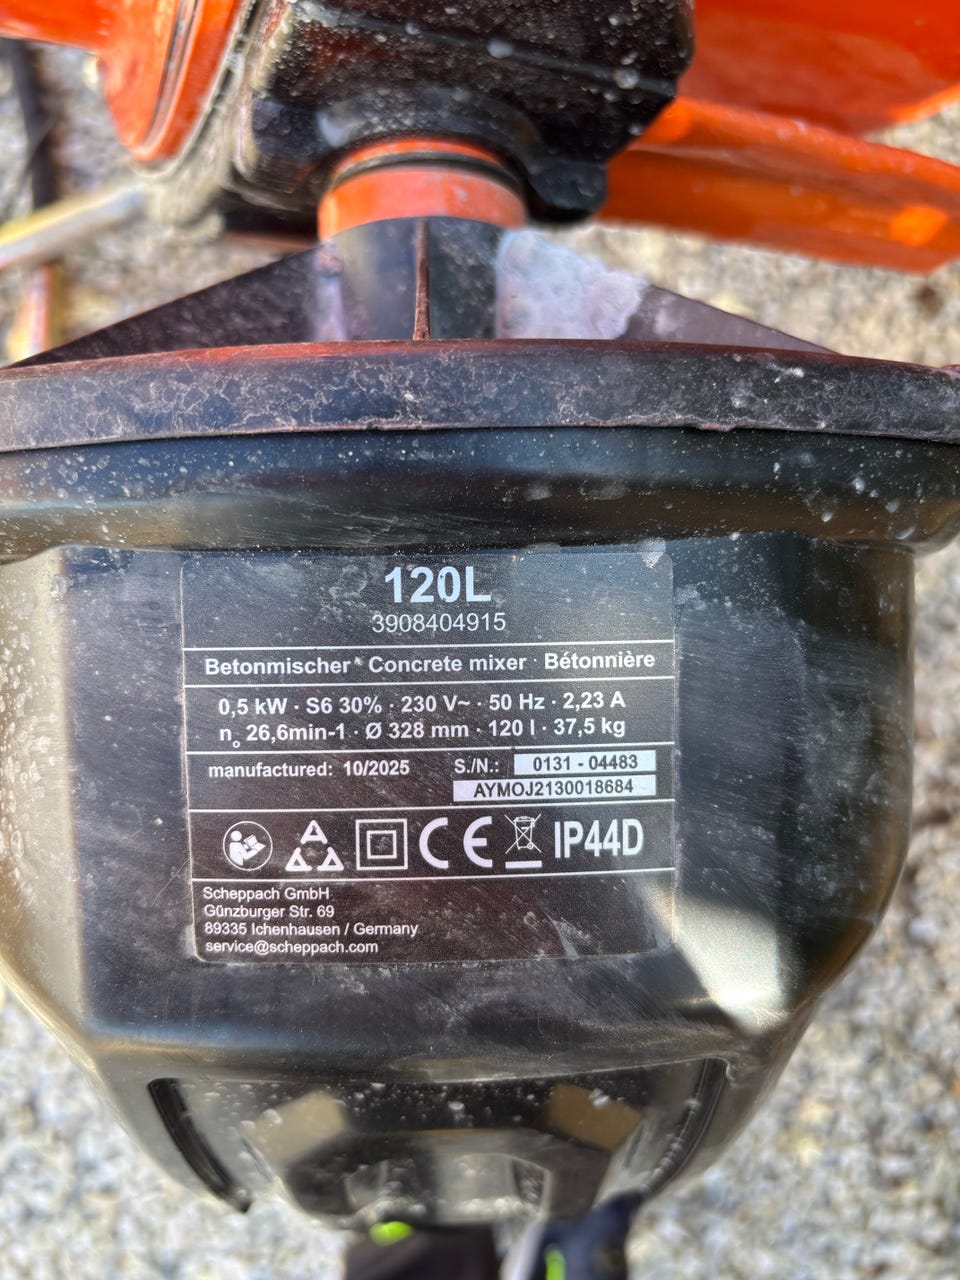 120L
3908404915
Betonmischer · Concrete mixer · Bétonnière
0,5 kW · S6 30% · 230 V~ · 50 Hz · 2,23 A
n₀ 26,6min-1 · Ø 328 mm · 120 l · 37,5 kg
manufactured: 10/2025 S./N.: 0131 - 04483
AYMOJ2130018684
CE IP44D
Scheppach GmbH
Günzburger Str. 69
89335 Ichenhausen / Germany
service@scheppach.com